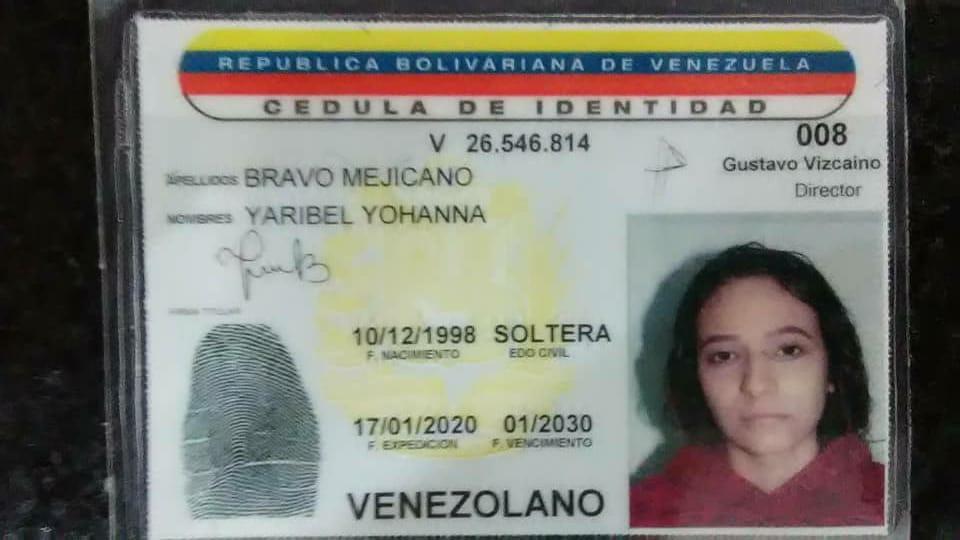 REPUBLICA BOLIVARIANA DE VENEZUELA
CEDULA DE IDENTIDAD
V 26.546.814
008
Gustavo Vizcaino
Director
APELLIDOS BRAVO MEJICANO
NOMBRES YARIBEL YOHANNA
FIRMA TITULAR
10/12/1998 SOLTERA
F. NACIMIENTO EDO CIVIL
17/01/2020 01/2030
F. EXPEDICION F. VENCIMIENTO
VENEZOLANO